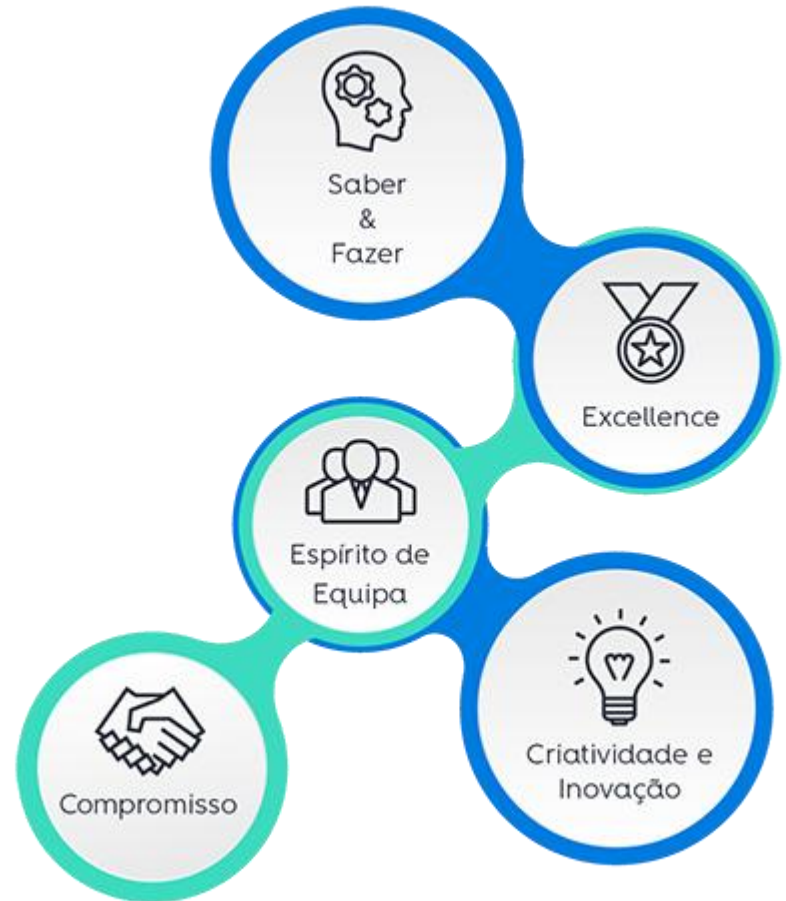 Saber
&
Fazer
Excellence
Espírito de
Equipa
Criatividade e
Inovação
Compromisso